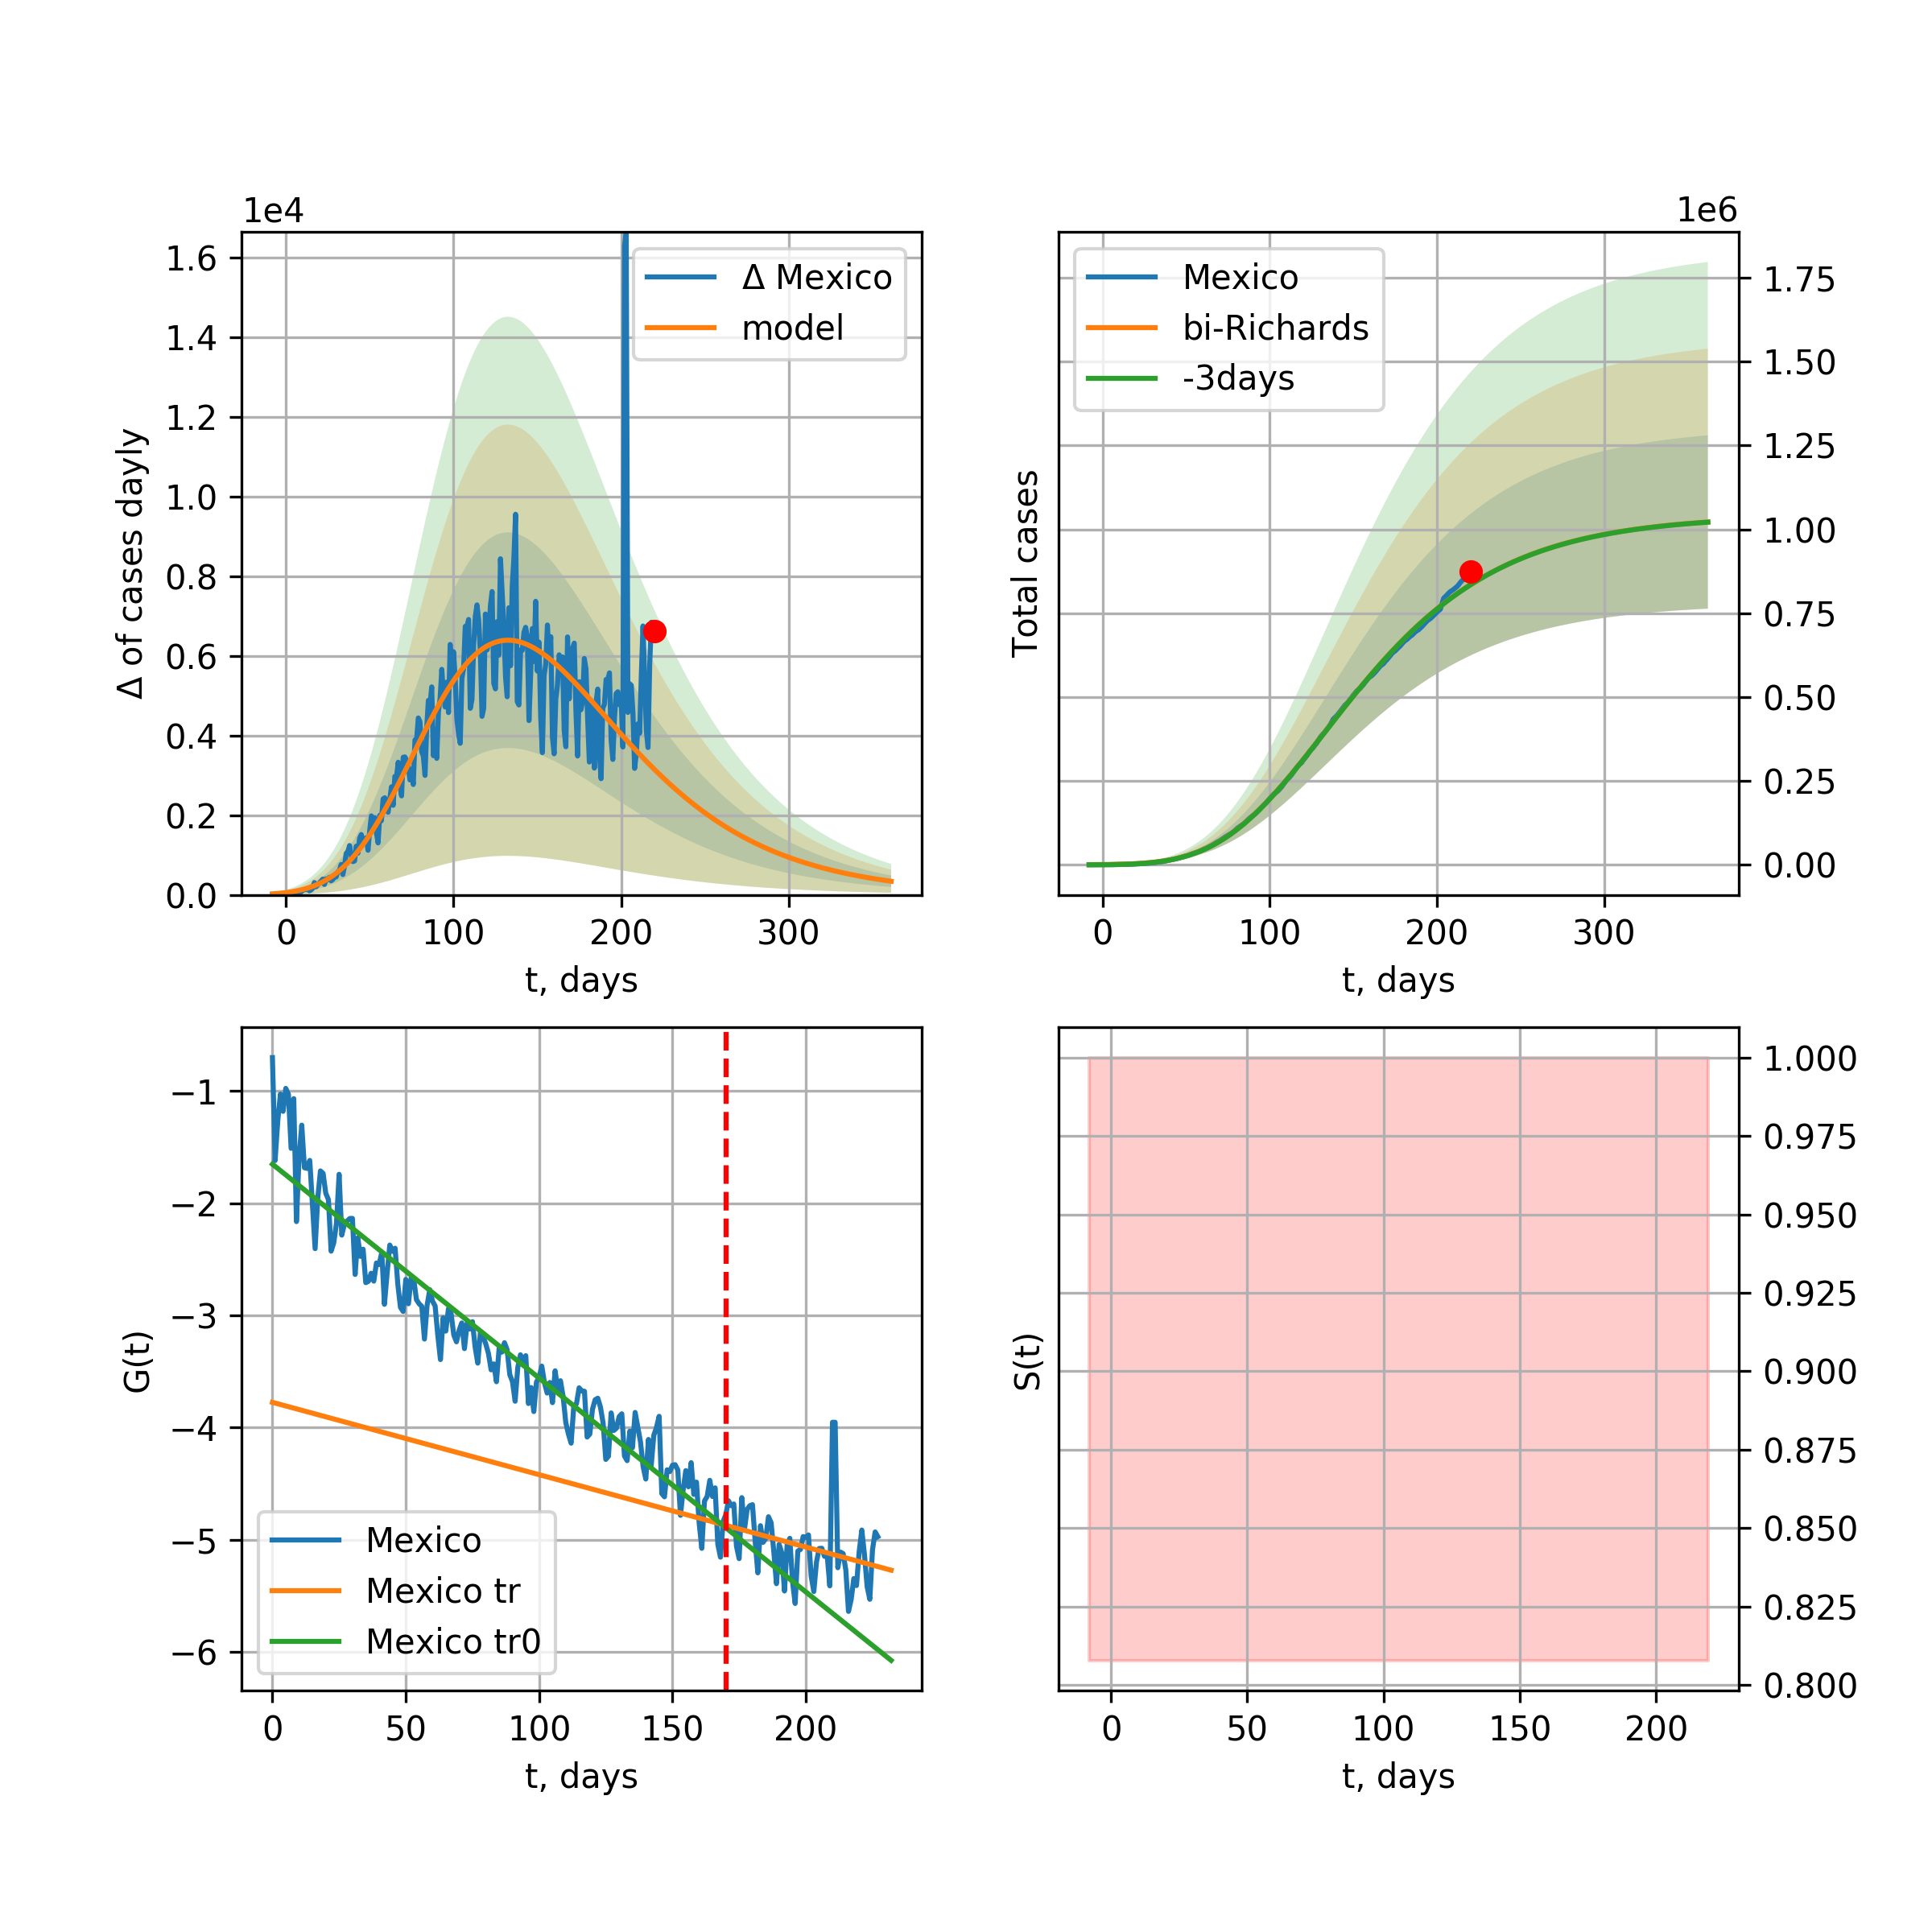 1e4
Δ of cases dayly
1.6
1.4
1.2
1.0
0.8
0.6
0.4
0.2
0.0
Δ Mexico
model
0 100 200 300
t, days
1e6
Total cases
Mexico
bi-Richards
-3days
1.75
1.50
1.25
1.00
0.75
0.50
0.25
0.00
0 100 200 300
t, days
G(t)
−1
−2
−3
−4
−5
−6
Mexico
Mexico tr
Mexico tr0
0 50 100 150 200
t, days
S(t)
1.000
0.975
0.950
0.925
0.900
0.875
0.850
0.825
0.800
0 50 100 150 200
t, days